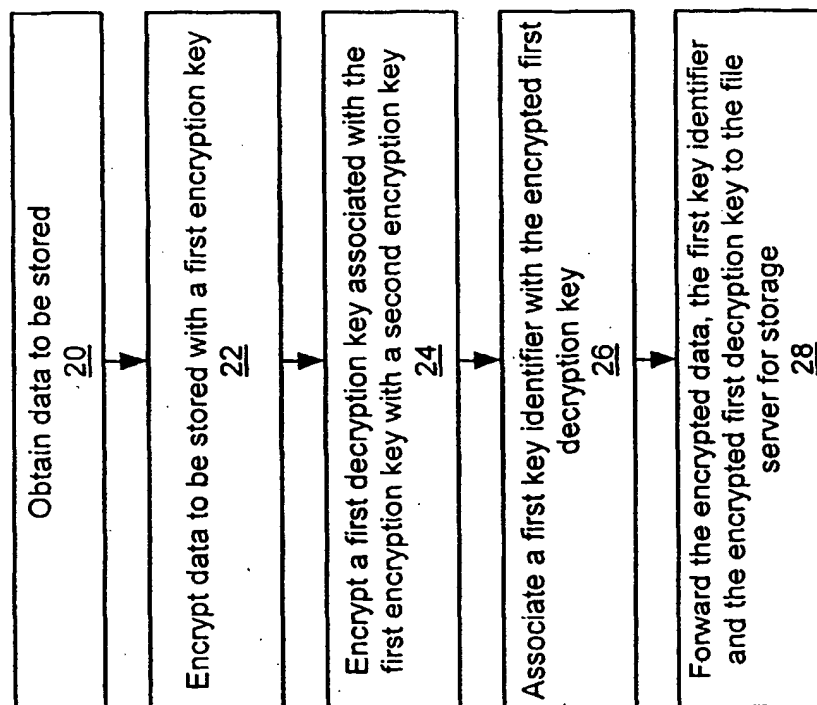 Obtain data to be stored
20
Encrypt data to be stored with a first encryption key
22
Encrypt a first decryption key associated with the
first encryption key with a second encryption key
24
Associate a first key identifier with the encrypted first
decryption key
26
Forward the encrypted data, the first key identifier
and the encrypted first decryption key to the file
server for storage
28